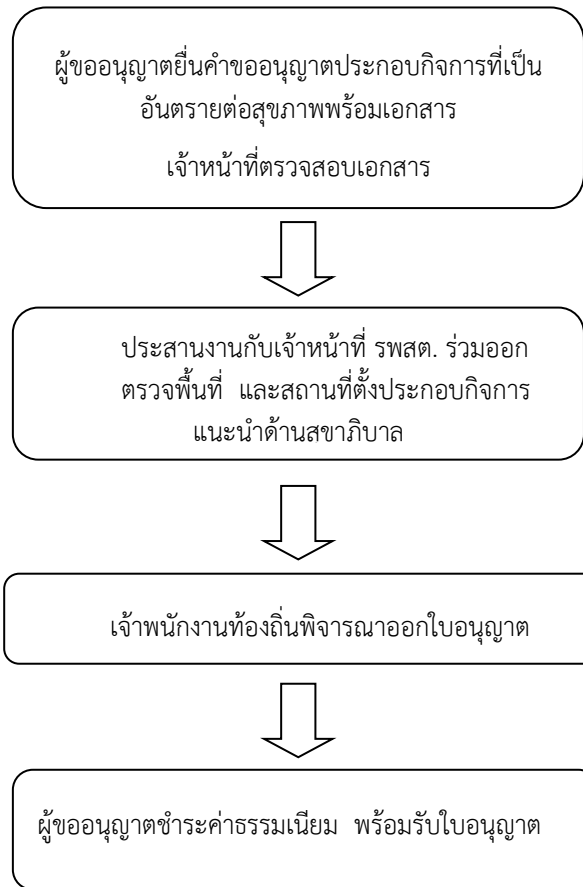 ผู้ขออนุญาตยื่นคำขออนุญาตประกอบกิจการที่เป็น
อันตรายต่อสุขภาพพร้อมเอกสาร
เจ้าหน้าที่ตรวจสอบเอกสาร
ประสานงานกับเจ้าหน้าที่ รพสต. ร่วมออก
ตรวจพื้นที่ และสถานที่ตั้งประกอบกิจการ
แนะนำด้านสุขาภิบาล
เจ้าพนักงานท้องถิ่นพิจารณาออกใบอนุญาต
ผู้ขออนุญาตชำระค่าธรรมเนียม พร้อมรับใบอนุญาต